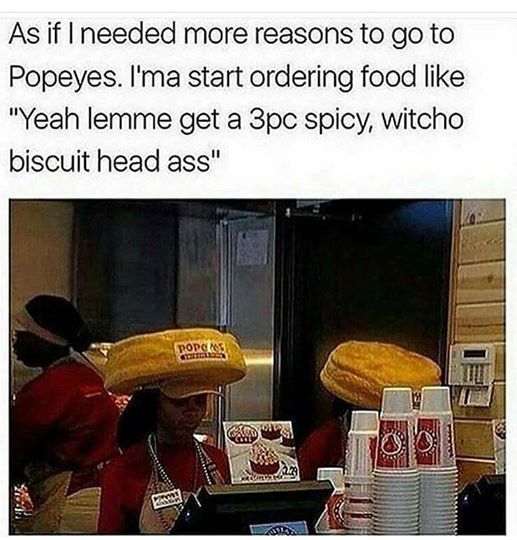 As if I needed more reasons to go to
Popeyes. I'ma start ordering food like
"Yeah lemme get a 3pc spicy, witcho
biscuit head ass"
POPEYES